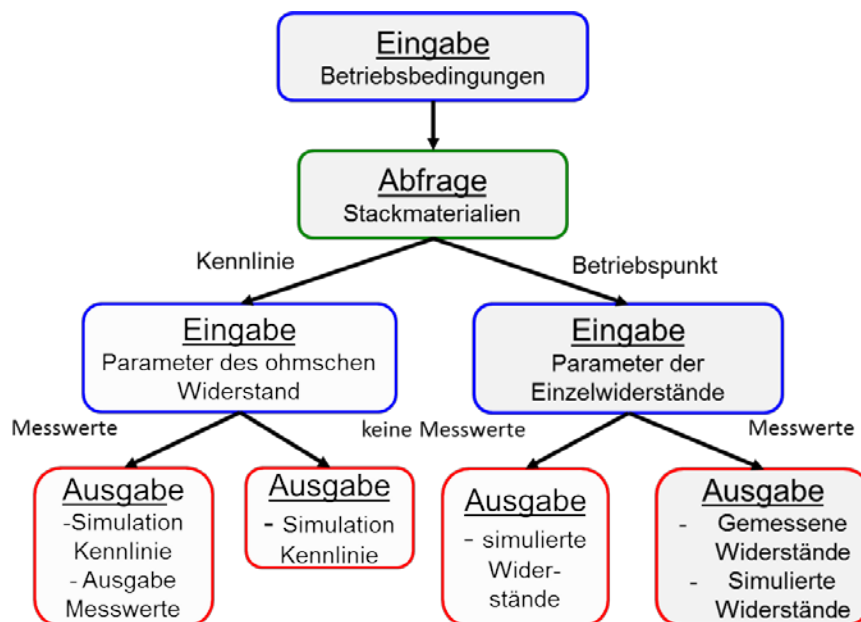 Eingabe
Betriebsbedingungen
Abfrage
Stackmaterialien
Kennlinie
Betriebspunkt
Eingabe
Parameter des ohmschen
Widerstand
Eingabe
Parameter der
Einzelwiderstände
Messwerte
keine Messwerte
Messwerte
Ausgabe
-Simulation
Kennlinie
- Ausgabe
Messwerte
Ausgabe
- Simulation
Kennlinie
Ausgabe
- simulierte
Wider-
stände
Ausgabe
- Gemessene
Widerstände
- Simulierte
Widerstände